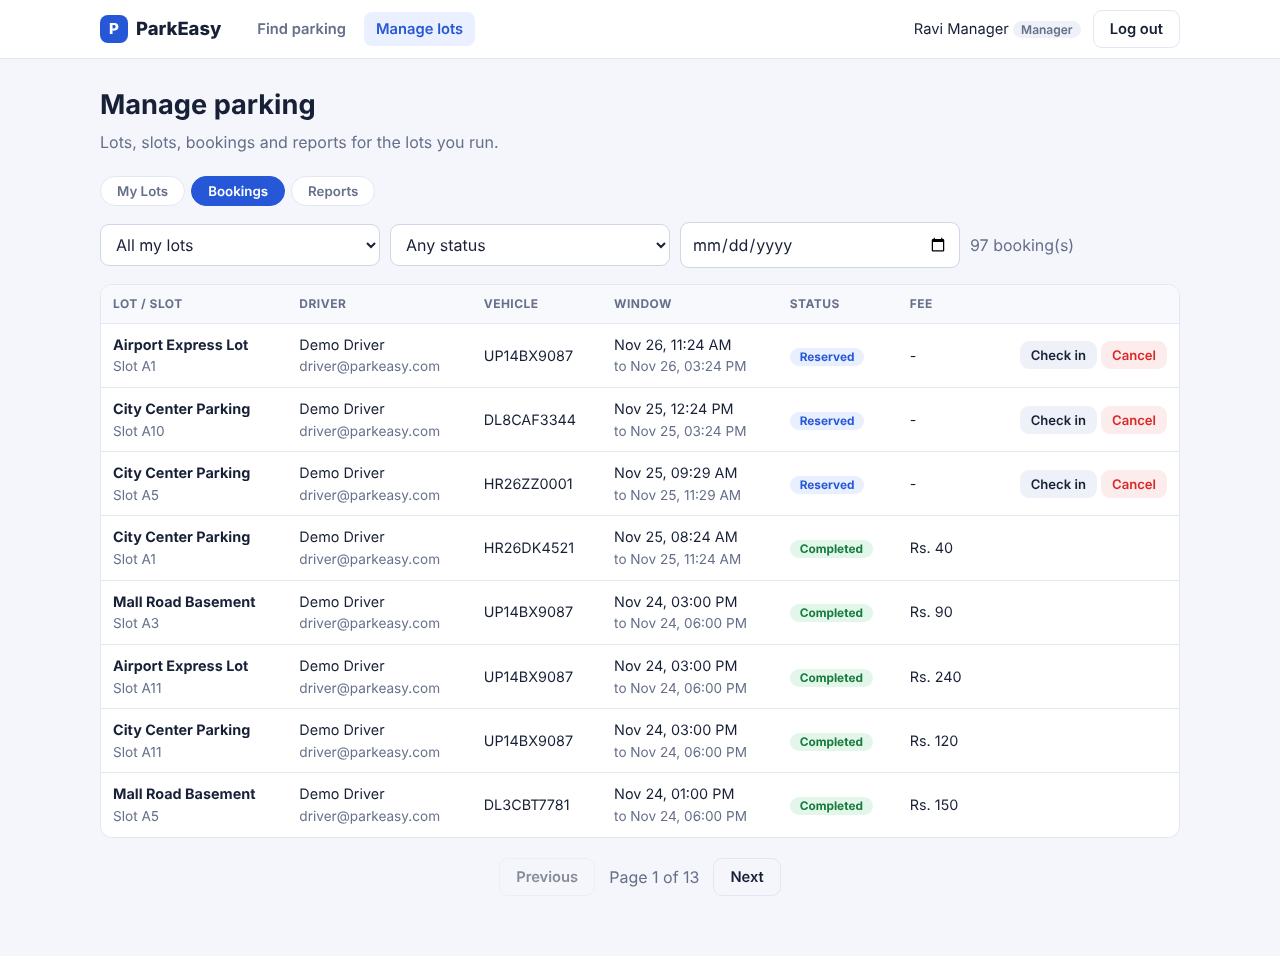 P ParkEasy Find parking Manage lots Ravi Manager Manager Log out
Manage parking
Lots, slots, bookings and reports for the lots you run.
My Lots Bookings Reports
All my lots Any status mm/dd/yyyy 97 booking(s)
LOT / SLOT DRIVER VEHICLE WINDOW STATUS FEE
Airport Express Lot Demo Driver UP14BX9087 Nov 26, 11:24 AM Reserved - Check in Cancel
Slot A1 driver@parkeasy.com to Nov 26, 03:24 PM
City Center Parking Demo Driver DL8CAF3344 Nov 25, 12:24 PM Reserved - Check in Cancel
Slot A10 driver@parkeasy.com to Nov 25, 03:24 PM
City Center Parking Demo Driver HR26ZZ0001 Nov 25, 09:29 AM Reserved - Check in Cancel
Slot A5 driver@parkeasy.com to Nov 25, 11:29 AM
City Center Parking Demo Driver HR26DK4521 Nov 25, 08:24 AM Completed Rs. 40
Slot A1 driver@parkeasy.com to Nov 25, 11:24 AM
Mall Road Basement Demo Driver UP14BX9087 Nov 24, 03:00 PM Completed Rs. 90
Slot A3 driver@parkeasy.com to Nov 24, 06:00 PM
Airport Express Lot Demo Driver UP14BX9087 Nov 24, 03:00 PM Completed Rs. 240
Slot A11 driver@parkeasy.com to Nov 24, 06:00 PM
City Center Parking Demo Driver UP14BX9087 Nov 24, 03:00 PM Completed Rs. 120
Slot A11 driver@parkeasy.com to Nov 24, 06:00 PM
Mall Road Basement Demo Driver DL3CBT7781 Nov 24, 01:00 PM Completed Rs. 150
Slot A5 driver@parkeasy.com to Nov 24, 06:00 PM
Previous Page 1 of 13 Next